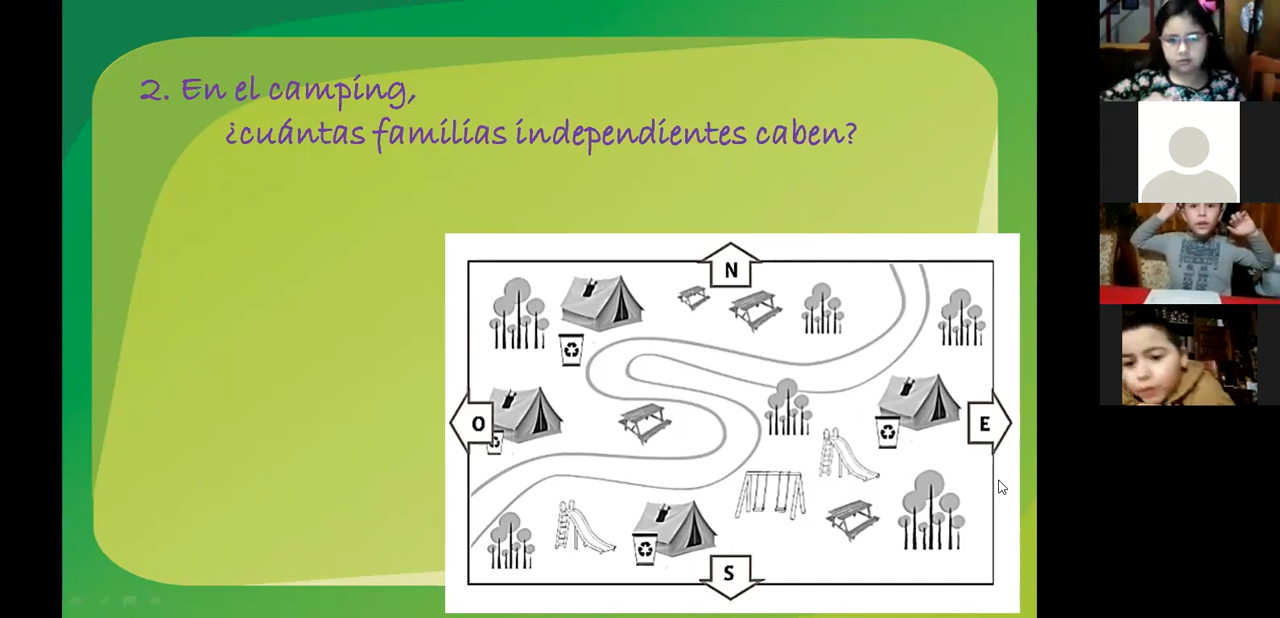 2. En el camping,
¿cuántas familias independientes caben?
N
O
E
S